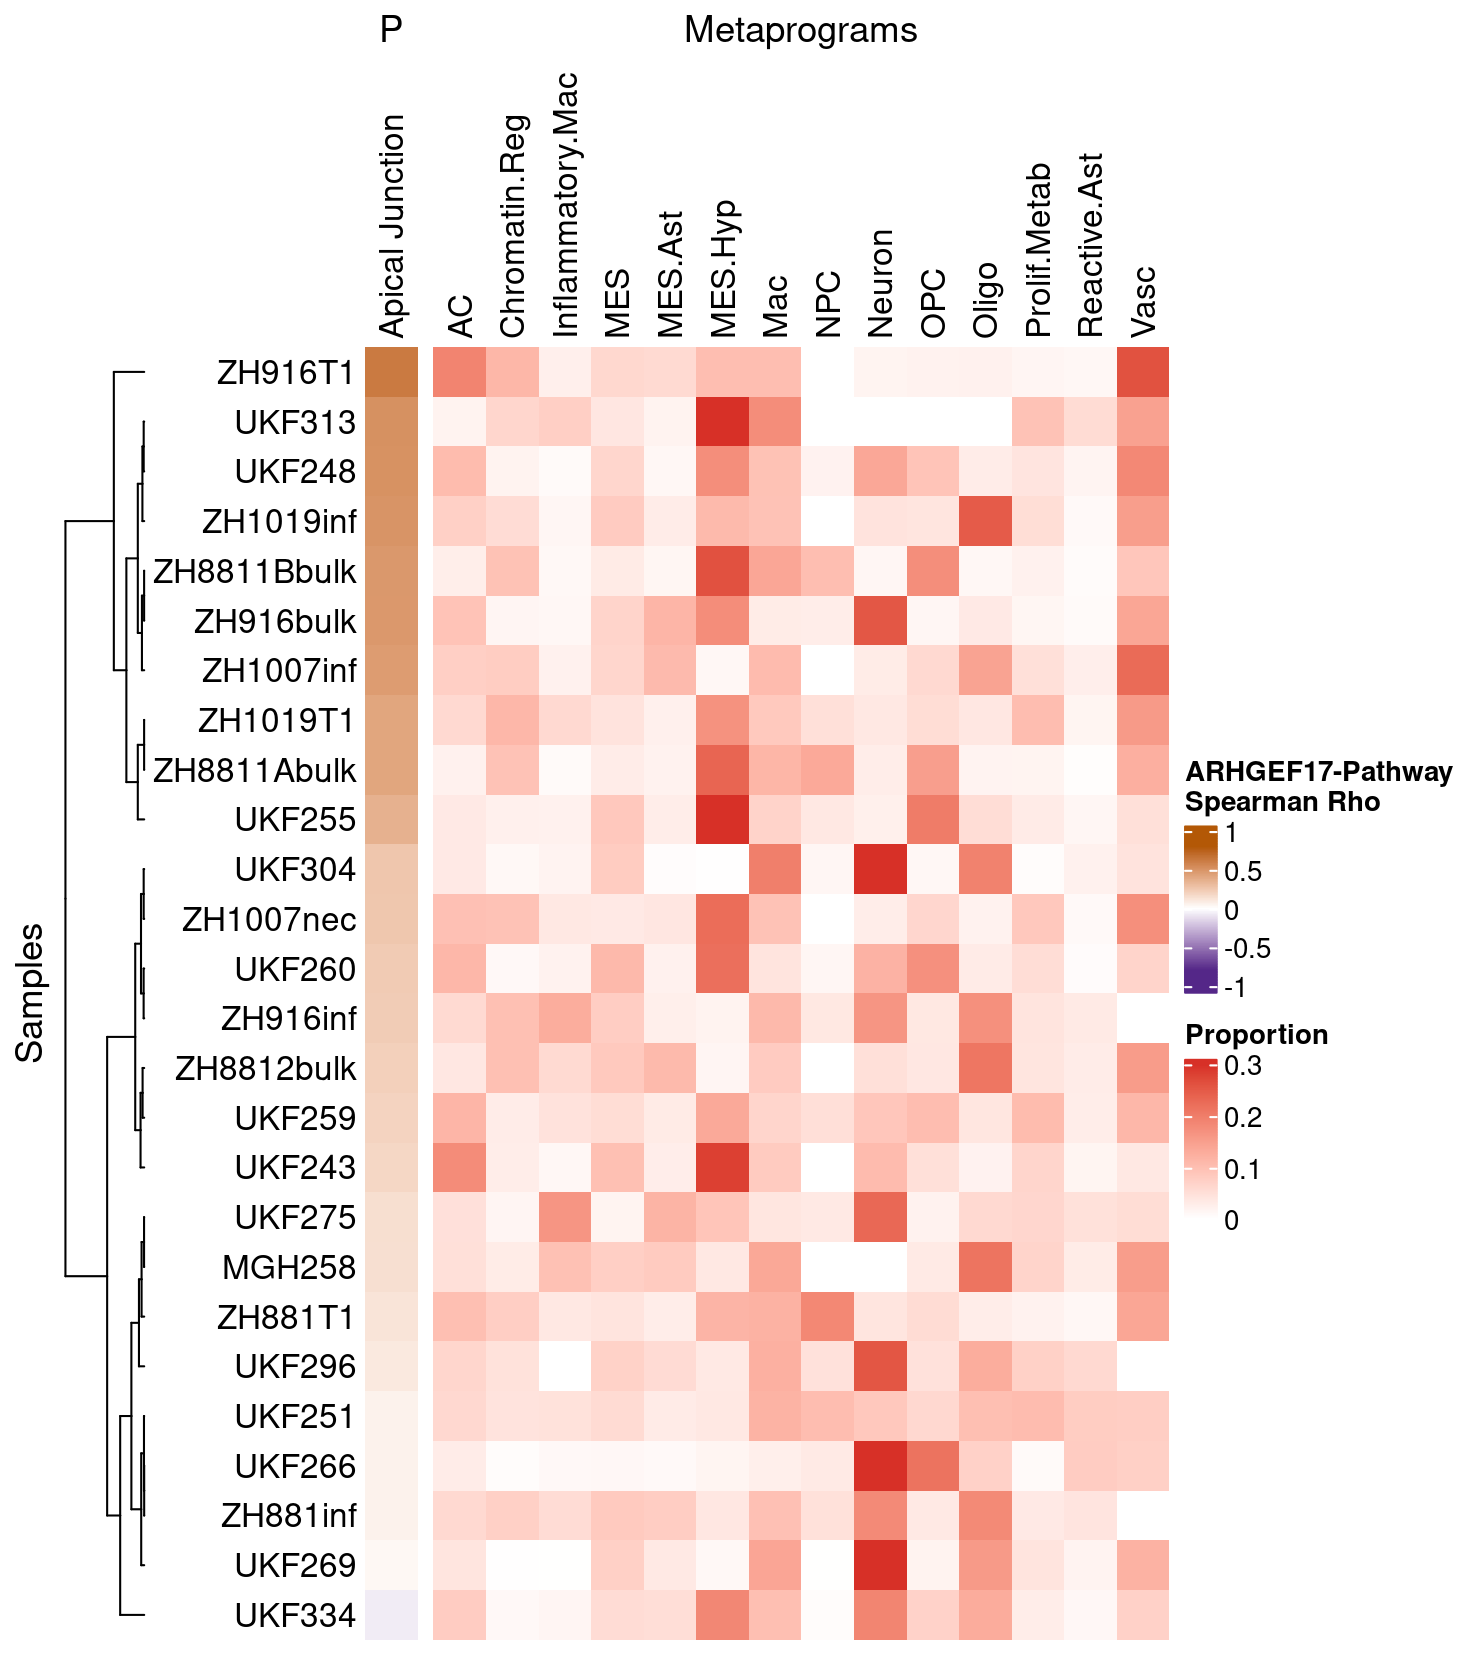 P
Metaprograms
Apical Junction
AC
Chromatin.Reg
Inflammatory.Mac
MES
MES.Ast
MES.Hyp
Mac
NPC
Neuron
OPC
Oligo
Prolif.Metab
Reactive.Ast
Vasc
Samples
ZH916T1
UKF313
UKF248
ZH1019inf
ZH8811Bbulk
ZH916bulk
ZH1007inf
ZH1019T1
ZH8811Abulk
UKF255
UKF304
ZH1007nec
UKF260
ZH916inf
ZH8812bulk
UKF259
UKF243
UKF275
MGH258
ZH881T1
UKF296
UKF251
UKF266
ZH881inf
UKF269
UKF334
ARHGEF17-Pathway
Spearman Rho
1
0.5
0
-0.5
-1
Proportion
0.3
0.2
0.1
0